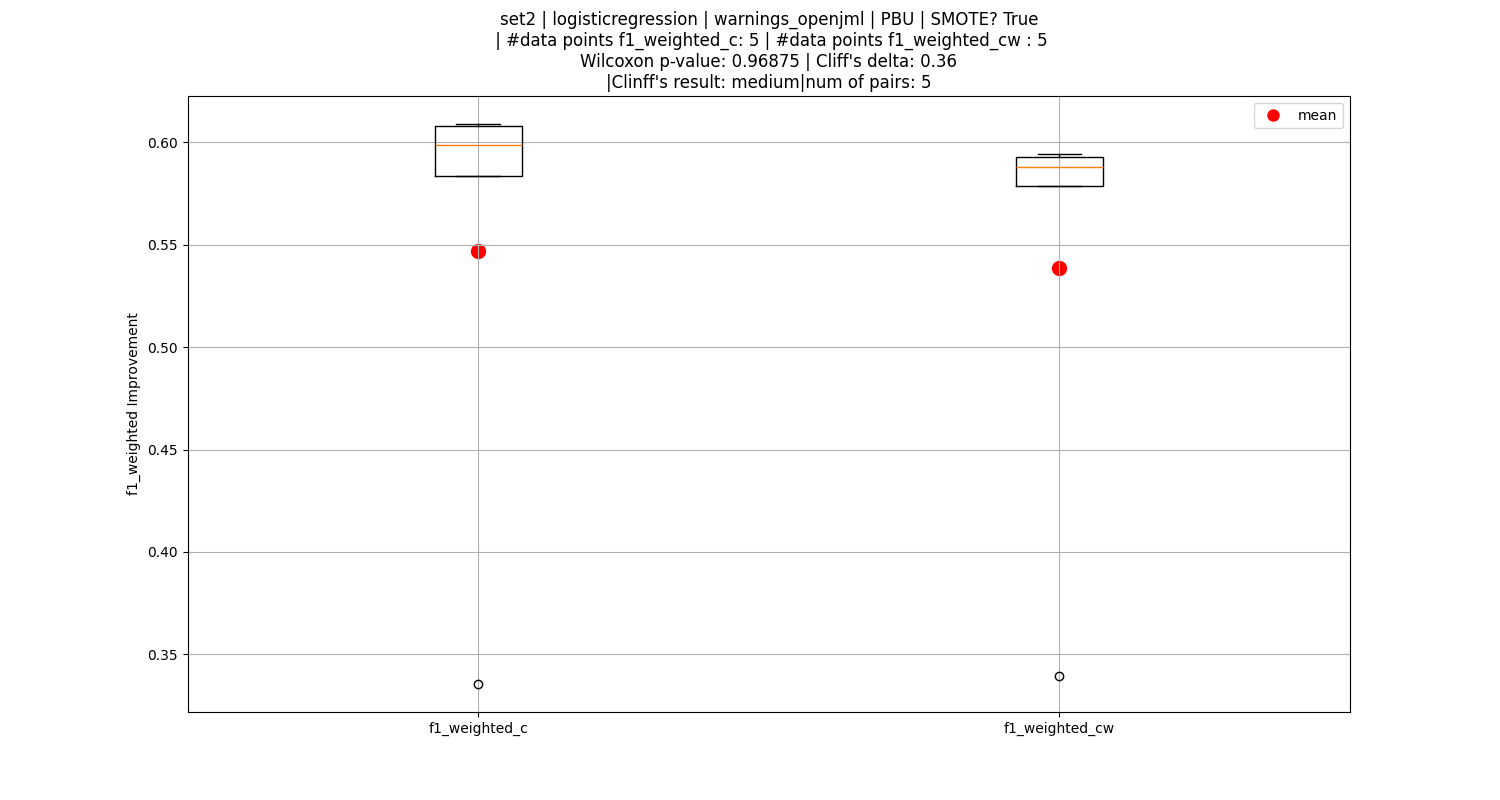 set2 | logisticregression | warnings_openjml | PBU | SMOTE? True
| #data points f1_weighted_c: 5 | #data points f1_weighted_cw : 5
Wilcoxon p-value: 0.96875 | Cliff's delta: 0.36
|Clinff's result: medium|num of pairs: 5
mean
0.60
0.55
0.50
0.45
0.40
0.35
f1_weighted Improvement
f1_weighted_c
f1_weighted_cw